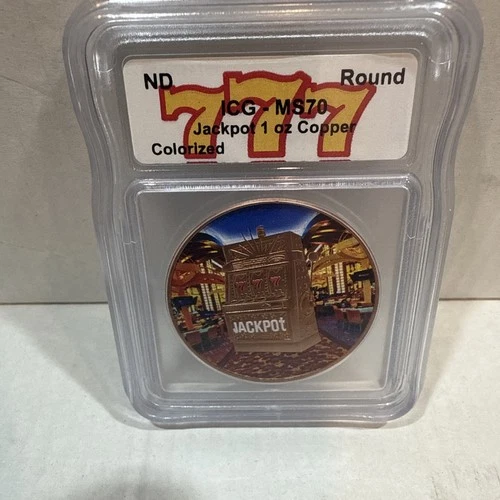 ND Round
777
ICG - MS70
Jackpot 1 oz Copper
Colorized
777
JACKPOT